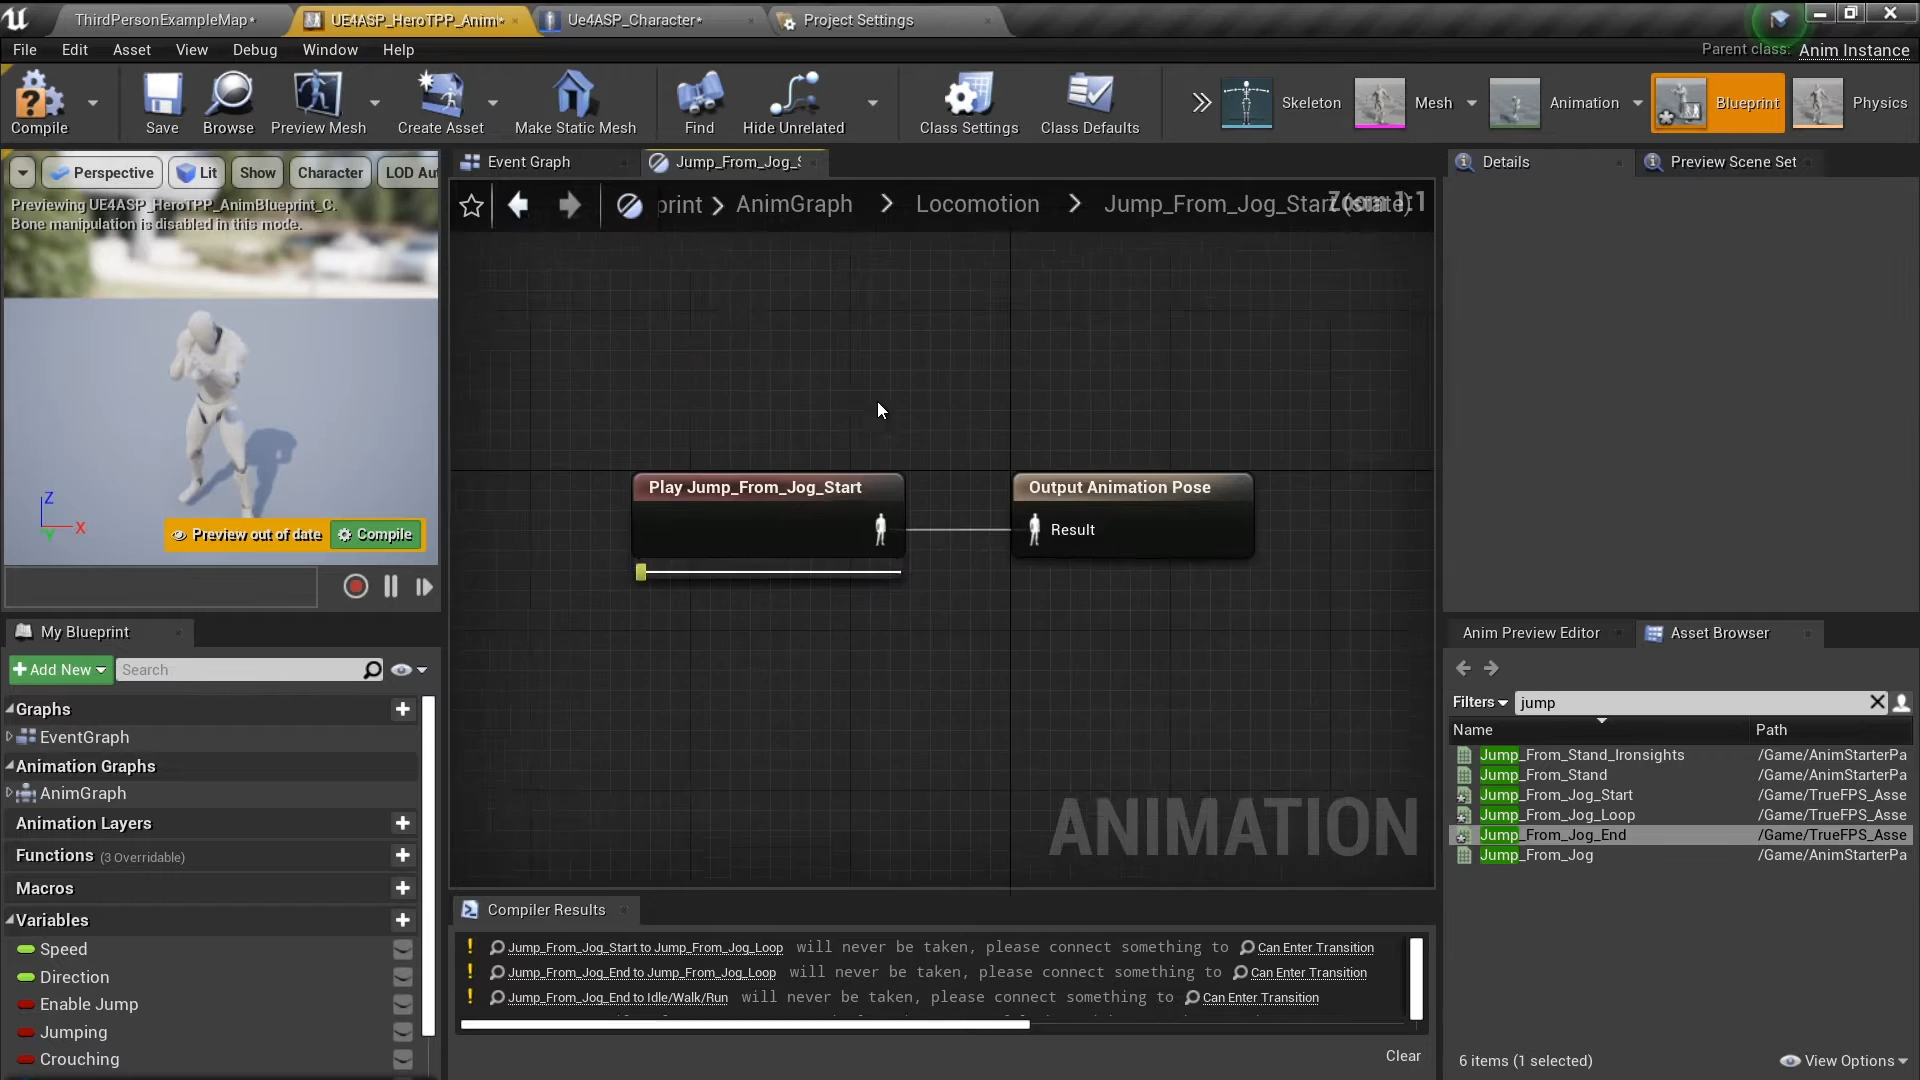 ThirdPersonExampleMap*
UE4ASP_HeroTPP_Anim*
Ue4ASP_Character*
Project Settings
File Edit Asset View Debug Window Help
Parent class: Anim Instance
Compile
Save
Browse
Preview Mesh
Create Asset
Make Static Mesh
Find
Hide Unrelated
Class Settings
Class Defaults
Skeleton
Mesh
Animation
Blueprint
Physics
Perspective
Lit
Show
Character
LOD Au
Previewing UE4ASP_HeroTPP_AnimBlueprint_C.
Bone manipulation is disabled in this mode.
Z
X
Y
Preview out of date
Compile
Event Graph
Jump_From_Jog_S
print > AnimGraph > Locomotion > Jump_From_Jog_Start (state)
Zoom 1:1
Play Jump_From_Jog_Start
Output Animation Pose
Result
ANIMATION
Details
Preview Scene Set
My Blueprint
Add New
Search
Graphs
EventGraph
Animation Graphs
AnimGraph
Animation Layers
Functions (3 Overridable)
Macros
Variables
Speed
Direction
Enable Jump
Jumping
Crouching
Compiler Results
Jump_From_Jog_Start to Jump_From_Jog_Loop will never be taken, please connect something to Can Enter Transition
Jump_From_Jog_End to Jump_From_Jog_Loop will never be taken, please connect something to Can Enter Transition
Jump_From_Jog_End to Idle/Walk/Run will never be taken, please connect something to Can Enter Transition
Clear
Anim Preview Editor
Asset Browser
Filters
jump
Name Path
Jump_From_Stand_Ironsights /Game/AnimStarterPa
Jump_From_Stand /Game/AnimStarterPa
Jump_From_Jog_Start /Game/TrueFPS_Asse
Jump_From_Jog_Loop /Game/TrueFPS_Asse
Jump_From_Jog_End /Game/TrueFPS_Asse
Jump_From_Jog /Game/AnimStarterPa
6 items (1 selected)
View Options